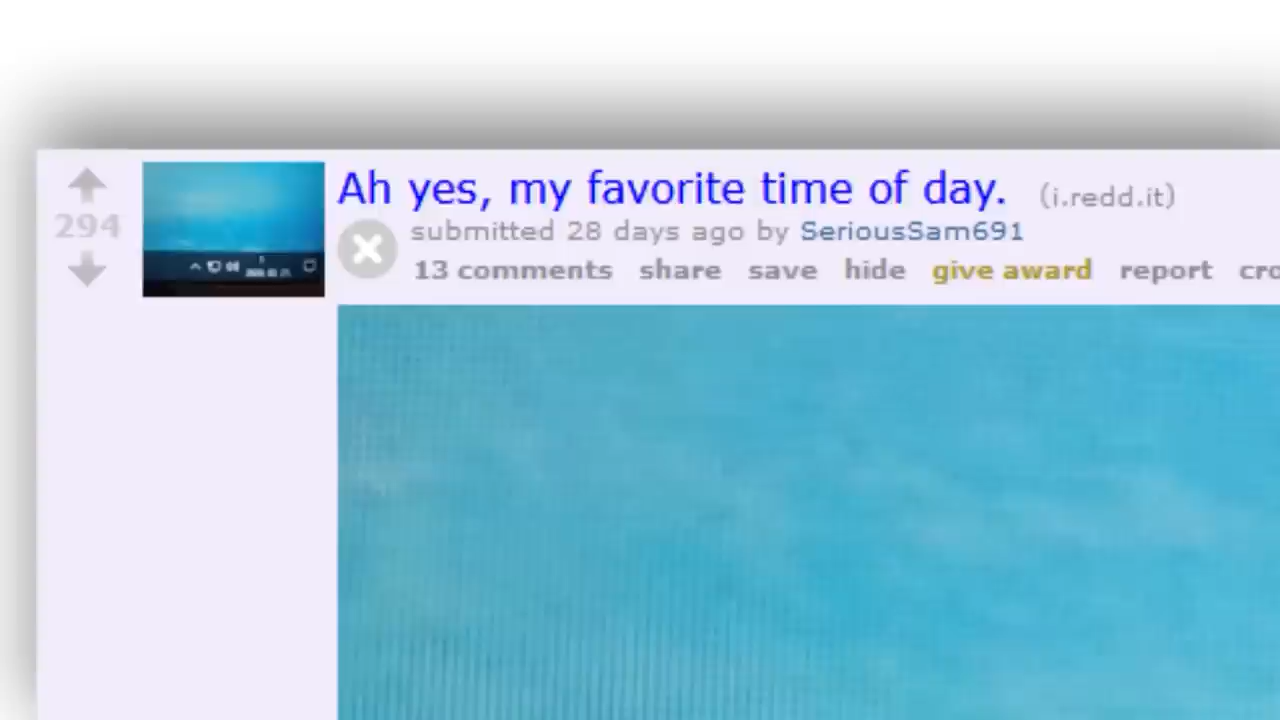 Ah yes, my favorite time of day. (i.redd.it)
294
submitted 28 days ago by SeriousSam691
13 comments share save hide give award report cro